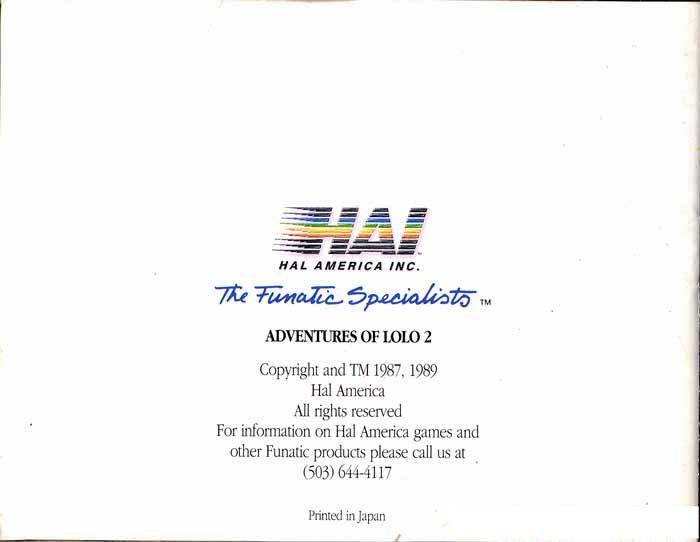 HAL
HAL AMERICA INC.
The Funatic Specialists TM
ADVENTURES OF LOLO 2
Copyright and TM 1987, 1989
Hal America
All rights reserved
For information on Hal America games and
other Funatic products please call us at
(503) 644-4117
Printed in Japan